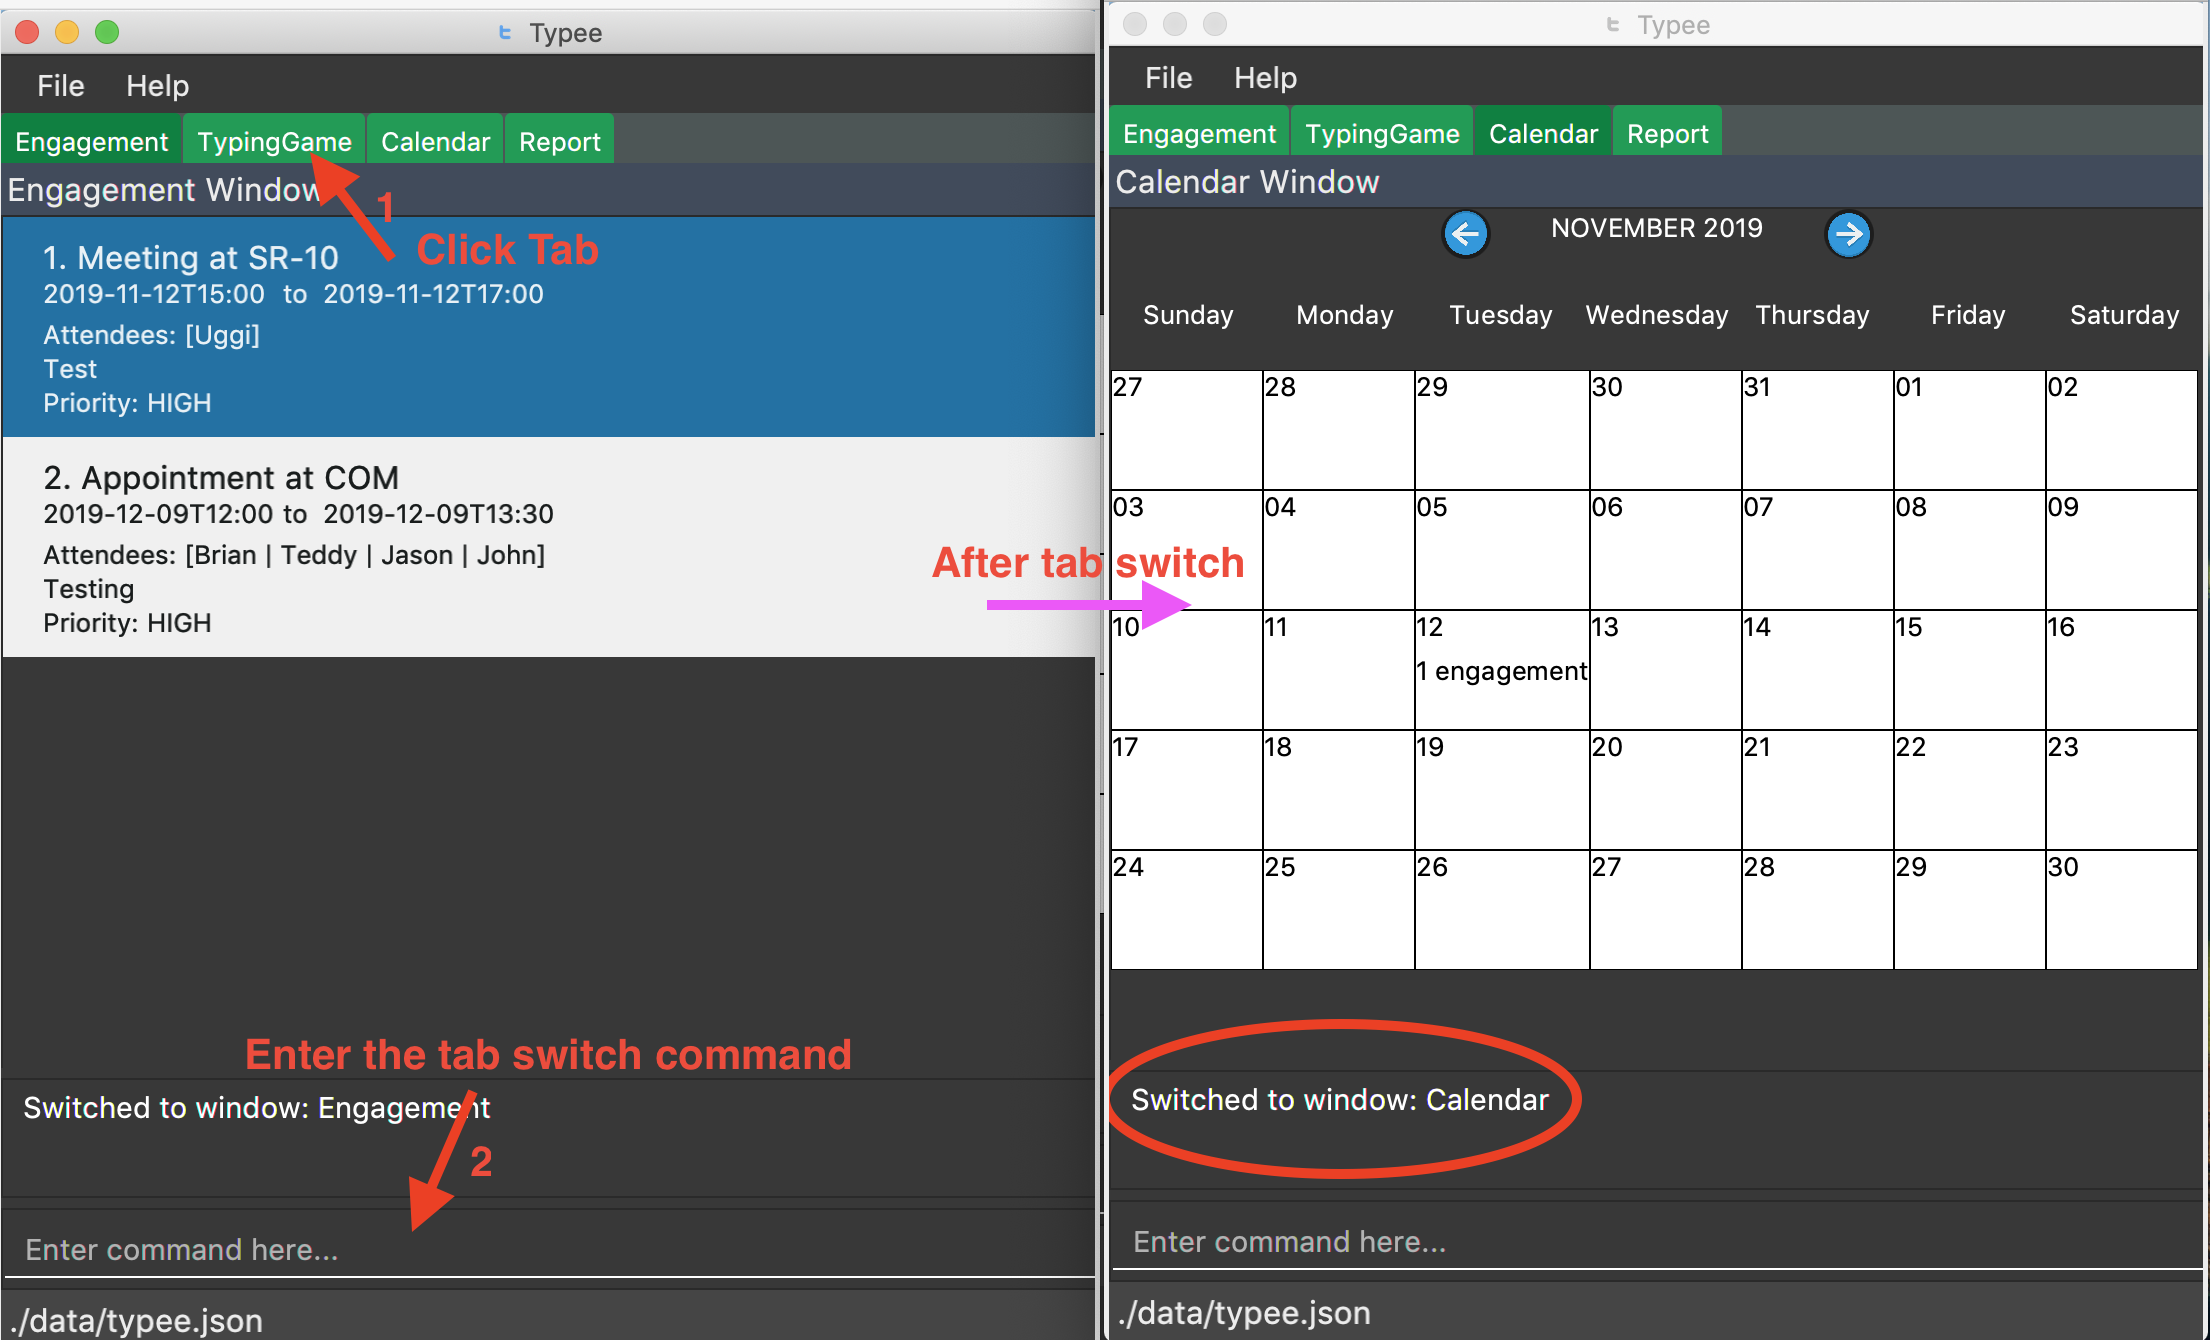 Typee
File Help
Engagement TypingGame Calendar Report
Engagement Window
1
Click Tab
1. Meeting at SR-10
2019-11-12T15:00 to 2019-11-12T17:00
Attendees: [Uggi]
Test
Priority: HIGH
2. Appointment at COM
2019-12-09T12:00 to 2019-12-09T13:30
Attendees: [Brian | Teddy | Jason | John]
Testing
Priority: HIGH
After tab switch
Enter the tab switch command
Switched to window: Engagement
2
Enter command here...
./data/typee.json
Typee
File Help
Engagement TypingGame Calendar Report
Calendar Window
NOVEMBER 2019
Sunday Monday Tuesday Wednesday Thursday Friday Saturday
27 28 29 30 31 01 02
03 04 05 06 07 08 09
10 11 12 13 14 15 16
1 engagement
17 18 19 20 21 22 23
24 25 26 27 28 29 30
Switched to window: Calendar
Enter command here...
./data/typee.json